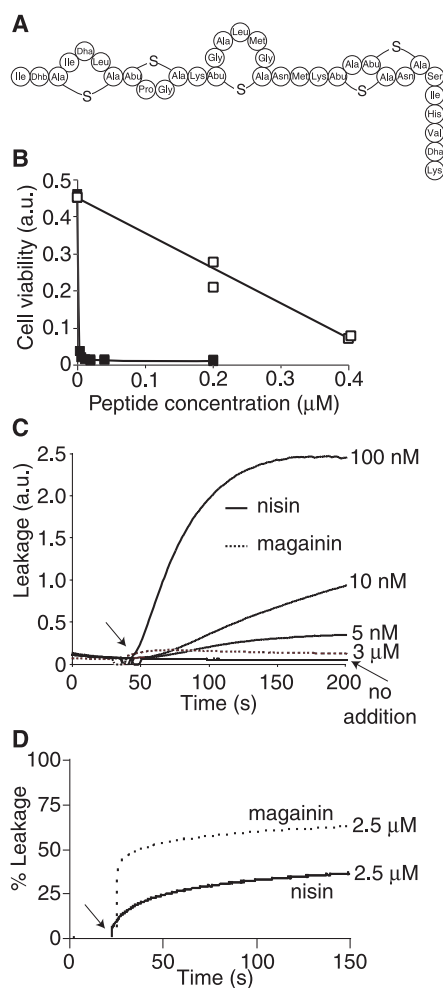 A
Leu
Ala Met
Dha Gly Gly S
Ile Leu S Ala Abu Ala
Ile Dhb Ala Ala Abu Ala Lys Abu Ala Asn Met Lys Abu Ala Asn Ser
S Pro Gly S S Ile
His
Val
Dha
Lys
B
Cell viability (a.u.)
0.5
0.4
0.3
0.2
0.1
0
0 0.1 0.2 0.3 0.4
Peptide concentration (μM)
C
Leakage (a.u.)
2.5
2.0
1.5
1.0
0.5
0
100 nM
nisin
magainin
10 nM
5 nM
3 μM
0 50 100 150 200
Time (s)
no
addition
D
% Leakage
100
75
50
25
0
magainin
2.5 μM
nisin
2.5 μM
0 50 100 150
Time (s)